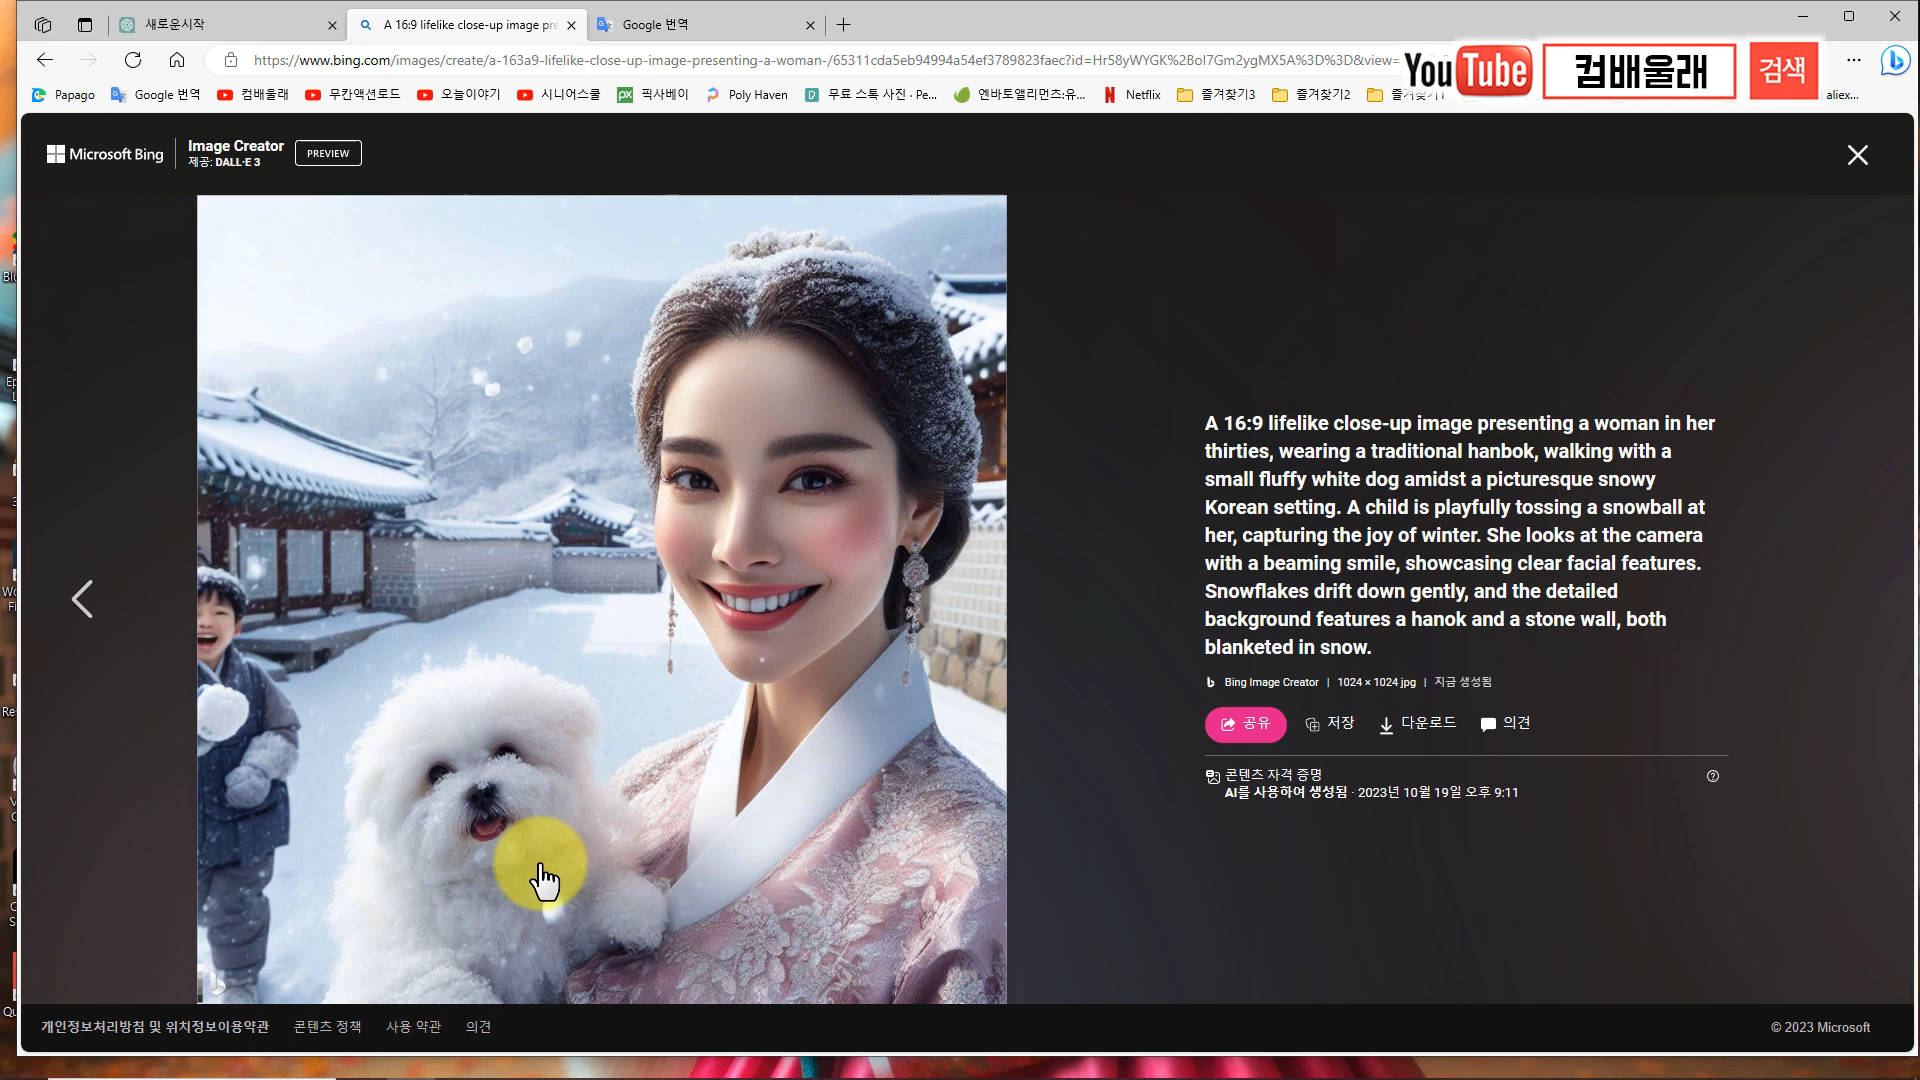 새로운시작
A 16:9 lifelike close-up image pre
Google 번역
https://www.bing.com/images/create/a-163a9-lifelike-close-up-image-presenting-a-woman-/65311cda5eb94994a54ef3789823faec?id=Hr58yWYGK%2BoI7Gm2ygMX5A%3D%3D&view=
YouTube 컴배울래 검색
Papago Google 번역 컴배울래 무칸액션로드 오늘이야기 시니어스쿨 픽사베이 Poly Haven 무료 스톡 사진 · Pe... 엔바토앨리먼츠:유... Netflix 즐겨찾기3 즐겨찾기2 즐겨찾기1 aliex...
Microsoft Bing
Image Creator
제공: DALL·E 3
PREVIEW
A 16:9 lifelike close-up image presenting a woman in her
thirties, wearing a traditional hanbok, walking with a
small fluffy white dog amidst a picturesque snowy
Korean setting. A child is playfully tossing a snowball at
her, capturing the joy of winter. She looks at the camera
with a beaming smile, showcasing clear facial features.
Snowflakes drift down gently, and the detailed
background features a hanok and a stone wall, both
blanketed in snow.
Bing Image Creator | 1024 × 1024 jpg | 지금 생성됨
공유 저장 다운로드 의견
콘텐츠 자격 증명
AI를 사용하여 생성됨 · 2023년 10월 19일 오후 9:11
개인정보처리방침 및 위치정보이용약관 콘텐츠 정책 사용 약관 의견
© 2023 Microsoft